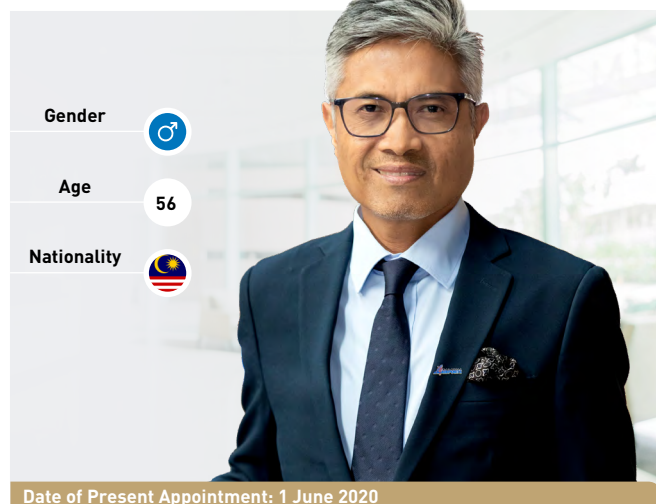 Gender
Age
56
Nationality
Date of Present Appointment: 1 June 2020